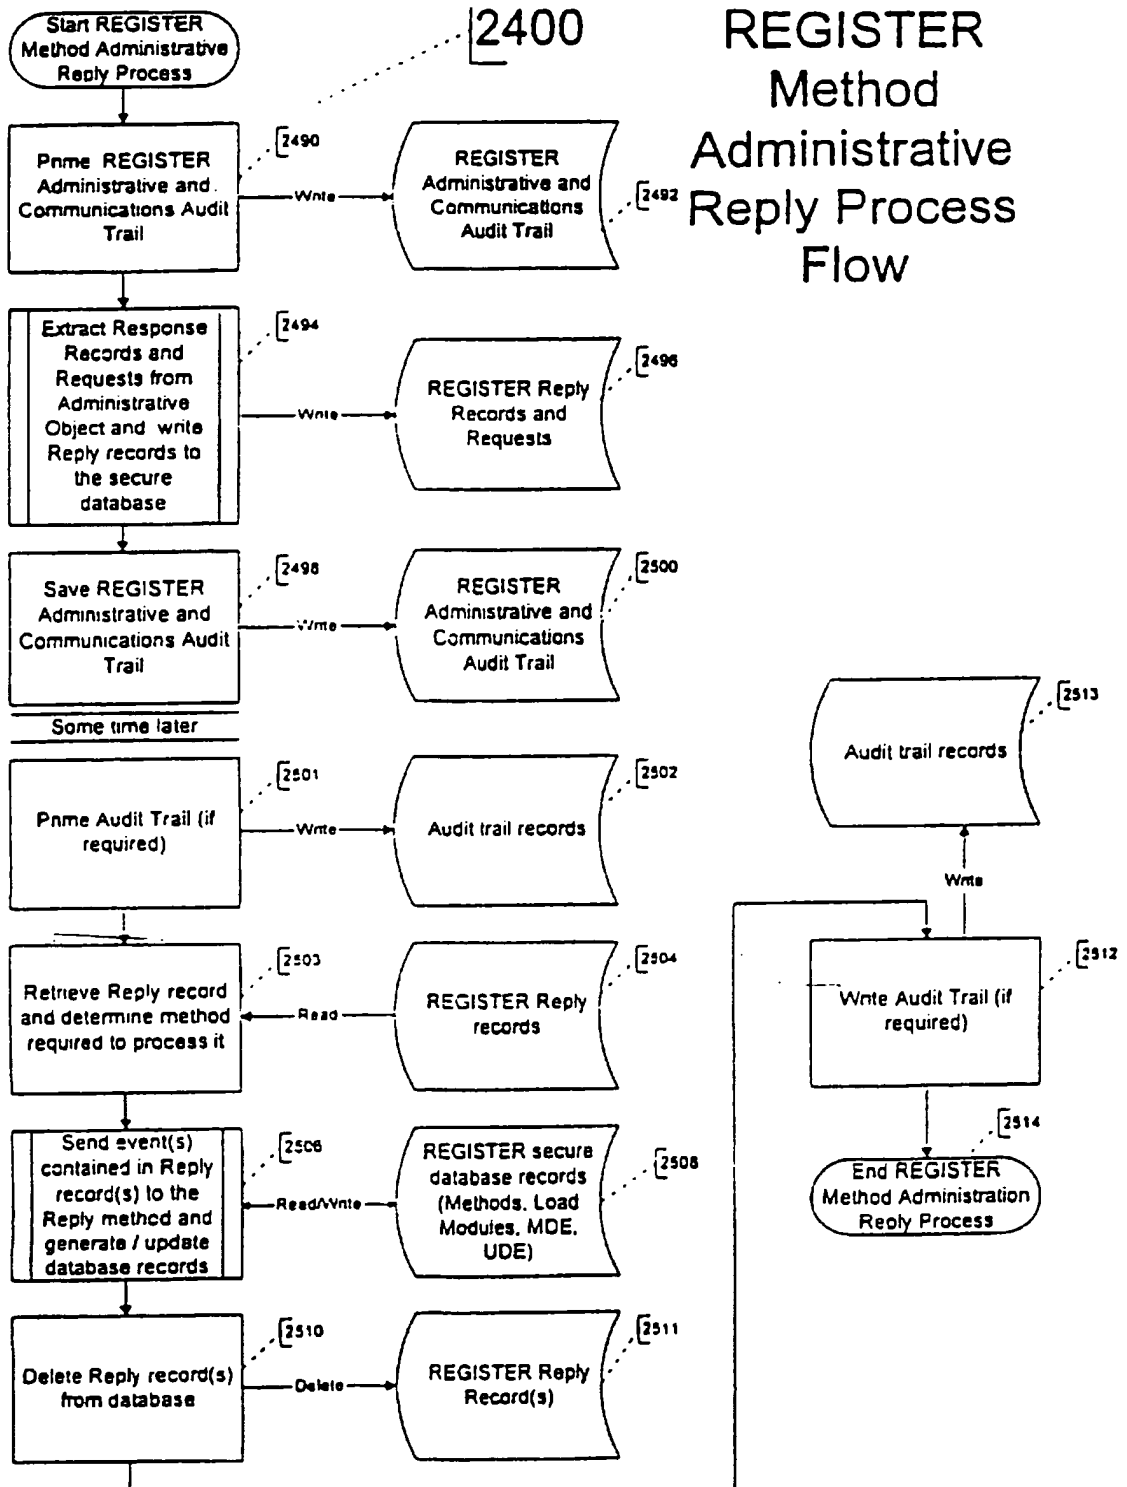 Start REGISTER
Method Administrative
Reply Process
2400
REGISTER
Method
Administrative
Reply Process
Flow
Prime REGISTER
Administrative and
Communications Audit
Trail
2490
Write
REGISTER
Administrative and
Communications
Audit Trail
2492
Extract Response
Records and
Requests from
Administrative
Object and write
Reply records to
the secure
database
2494
Write
REGISTER Reply
Records and
Requests
2496
Save REGISTER
Administrative and
Communications Audit
Trail
2498
Write
REGISTER
Administrative and
Communications
Audit Trail
2500
Some time later
Prime Audit Trail (if
required)
2501
Write
Audit trail records
2502
Retrieve Reply record
and determine method
required to process it
2503
Read
REGISTER Reply
records
2504
Send event(s)
contained in Reply
record(s) to the
Reply method and
generate / update
database records
2506
Read/Write
REGISTER secure
database records
(Methods, Load
Modules, MDE,
UDE)
2508
Delete Reply record(s)
from database
2510
Delete
REGISTER Reply
Record(s)
2511
Audit trail records
2513
Write
Write Audit Trail (if
required)
2512
2514
End REGISTER
Method Administration
Reply Process